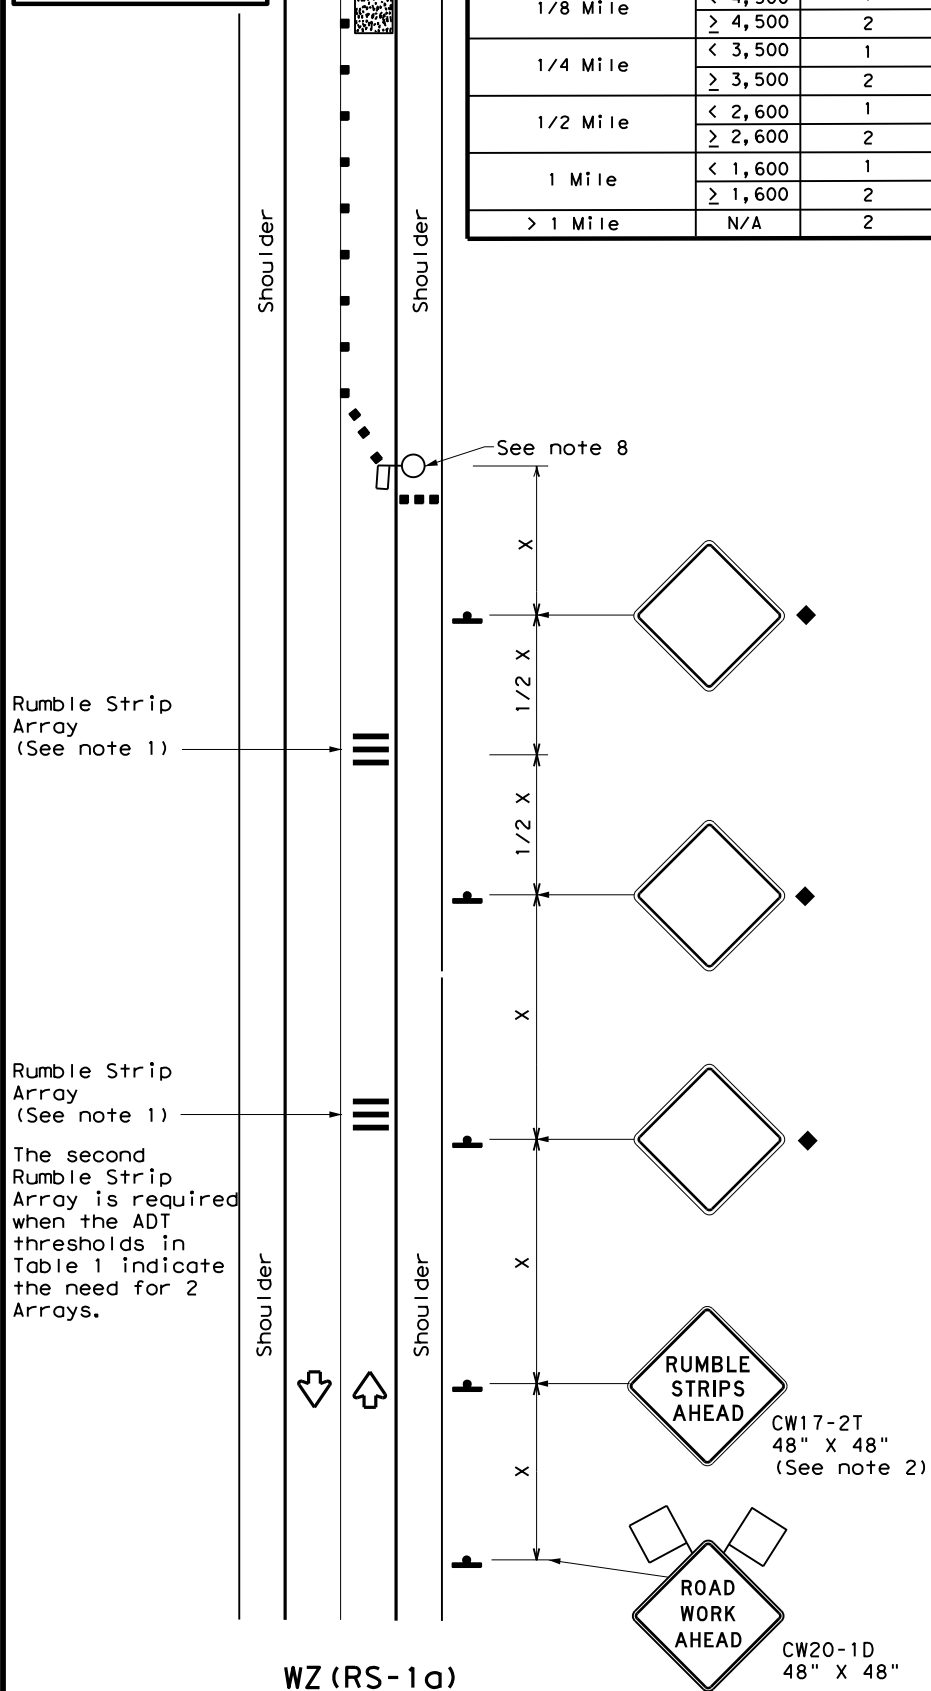 1/8 Mile
< 4,500
≥ 4,500 2
1/4 Mile
< 3,500 1
≥ 3,500 2
1/2 Mile
< 2,600 1
≥ 2,600 2
1 Mile
< 1,600 1
≥ 1,600 2
> 1 Mile N/A 2
Shoulder
Shoulder
See note 8
X
1/2 X
Rumble Strip
Array
(See note 1)
1/2 X
X
Rumble Strip
Array
(See note 1)
The second
Rumble Strip
Array is required
when the ADT
thresholds in
Table 1 indicate
the need for 2
Arrays.
Shoulder
Shoulder
X
RUMBLE
STRIPS
AHEAD
CW17-2T
48" X 48"
(See note 2)
X
ROAD
WORK
AHEAD
CW20-1D
48" X 48"
WZ(RS-1a)